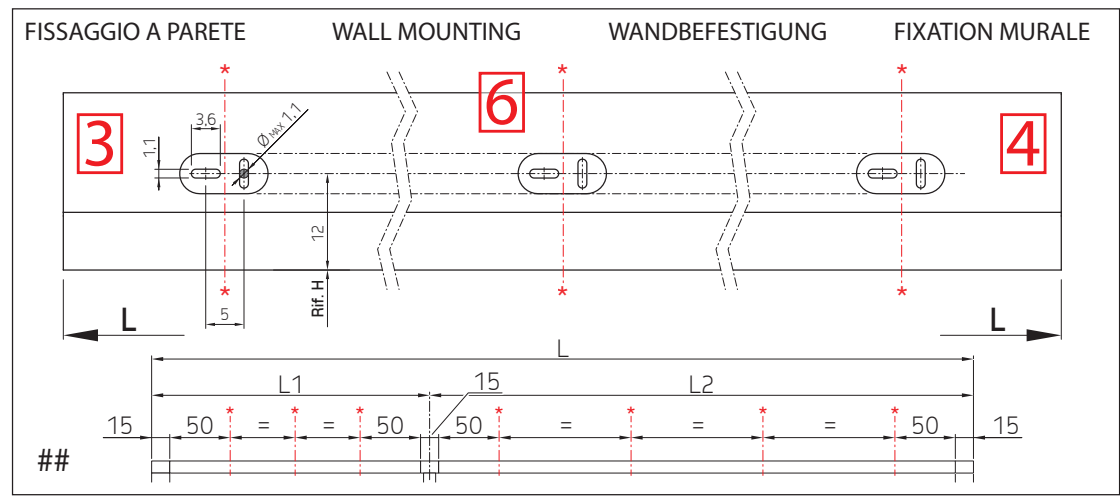 FISSAGGIO A PARETE WALL MOUNTING WANDBEFESTIGUNG FIXATION MURALE
* * *
3 6 4
3,6 Ø MAX 1,1
1,1
12
* * *
5 Rif. H
L L
L
L1 15 L2
* * * * * * *
15 50 = = 50 50 = = = 50 15
##